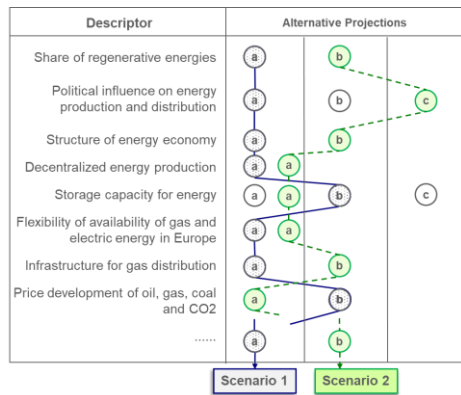 Descriptor
Alternative Projections
Share of regenerative energies
a
b
Political influence on energy
production and distribution
a
b
c
Structure of energy economy
a
b
Decentralized energy production
a
a
Storage capacity for energy
a
a
b
c
Flexibility of availability of gas and
electric energy in Europe
a
a
Infrastructure for gas distribution
a
b
Price development of oil, gas, coal
and CO2
a
b
......
a
b
Scenario 1
Scenario 2